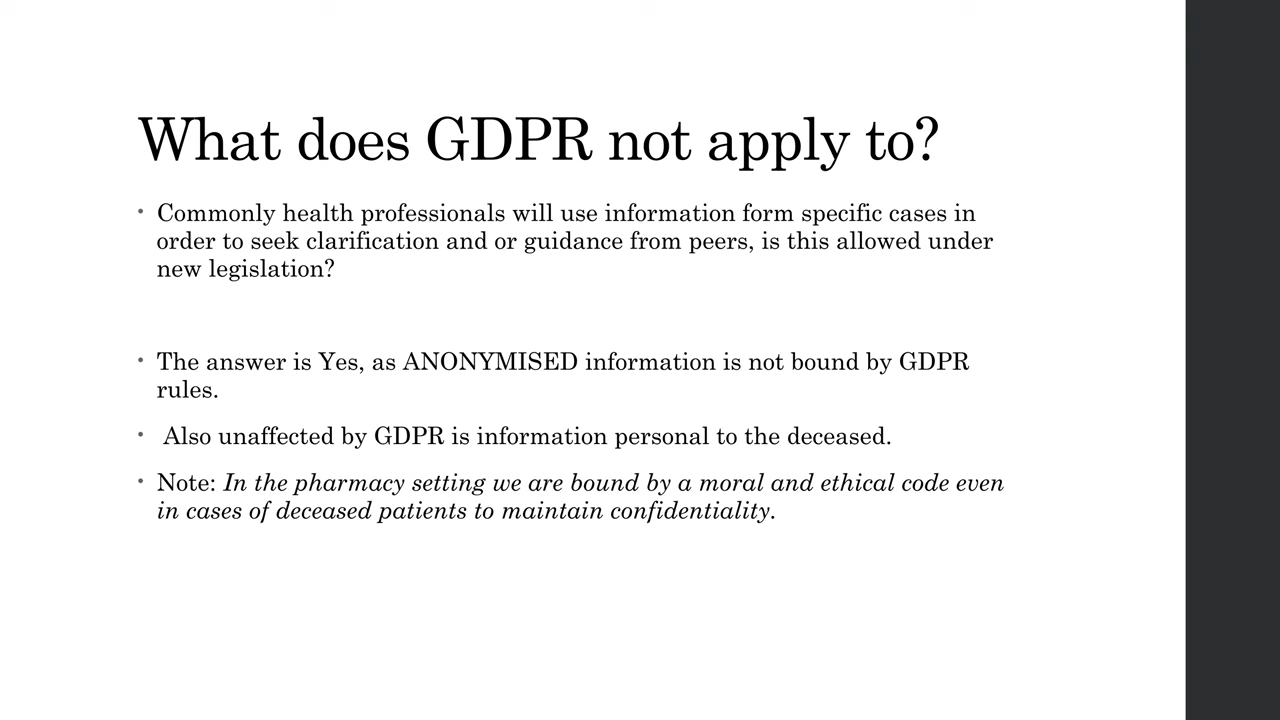 What does GDPR not apply to?
• Commonly health professionals will use information form specific cases in
order to seek clarification and or guidance from peers, is this allowed under
new legislation?
• The answer is Yes, as ANONYMISED information is not bound by GDPR
rules.
• Also unaffected by GDPR is information personal to the deceased.
• Note: In the pharmacy setting we are bound by a moral and ethical code even
in cases of deceased patients to maintain confidentiality.